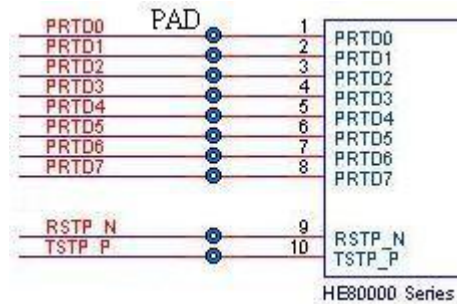 PAD
PRTD0 1 PRTD0
PRTD1 2 PRTD1
PRTD2 3 PRTD2
PRTD3 4 PRTD3
PRTD4 5 PRTD4
PRTD5 6 PRTD5
PRTD6 7 PRTD6
PRTD7 8 PRTD7
RSTP_N 9 RSTP_N
TSTP_P 10 TSTP_P
HE80000 Series